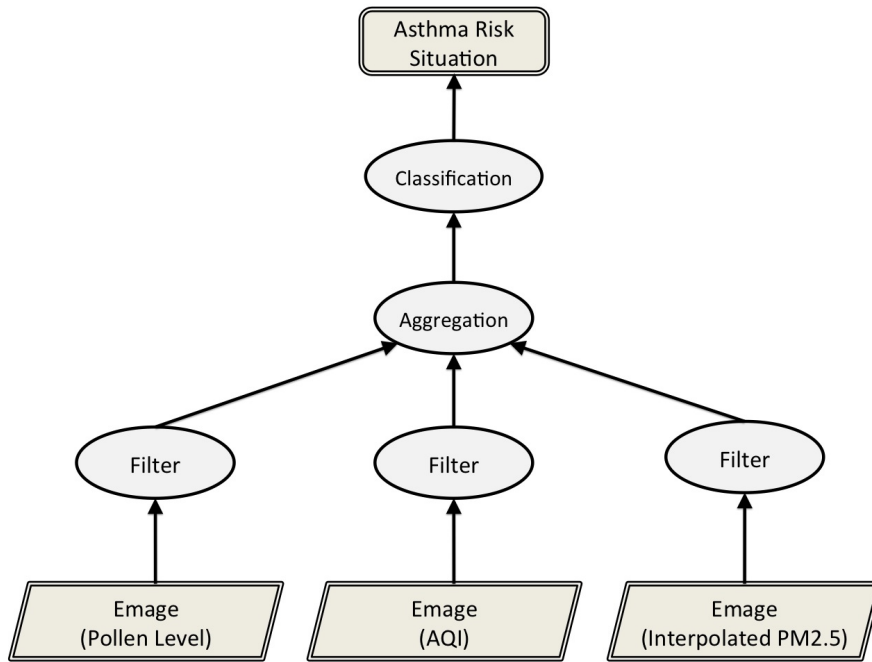 Asthma Risk
Situation
Classification
Aggregation
Filter
Filter
Filter
Emage
(Pollen Level)
Emage
(AQI)
Emage
(Interpolated PM2.5)